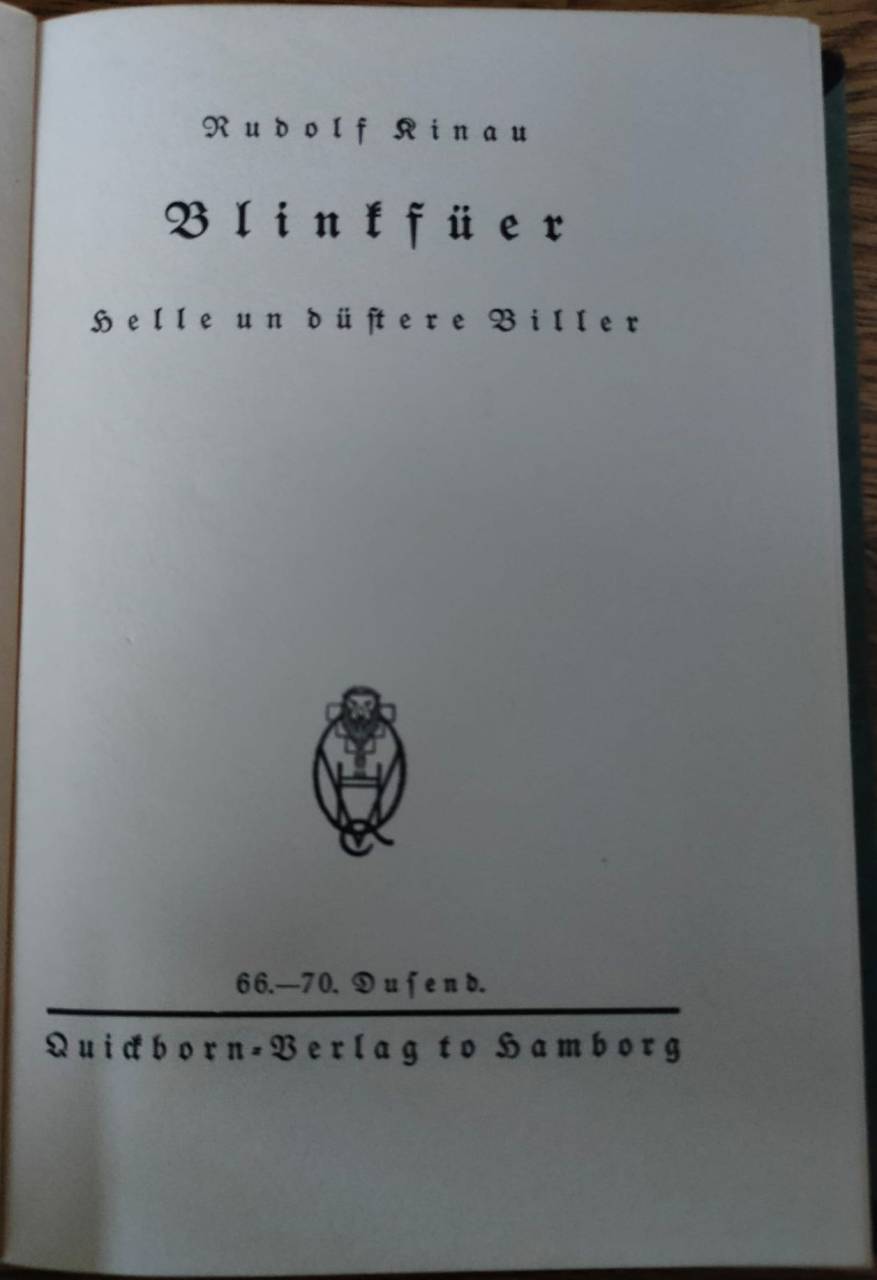 Rudolf Kinau
Blinkfüer
Helle un düstere Biller
66.—70. Dusend.
Quickborn-Verlag to Hamborg